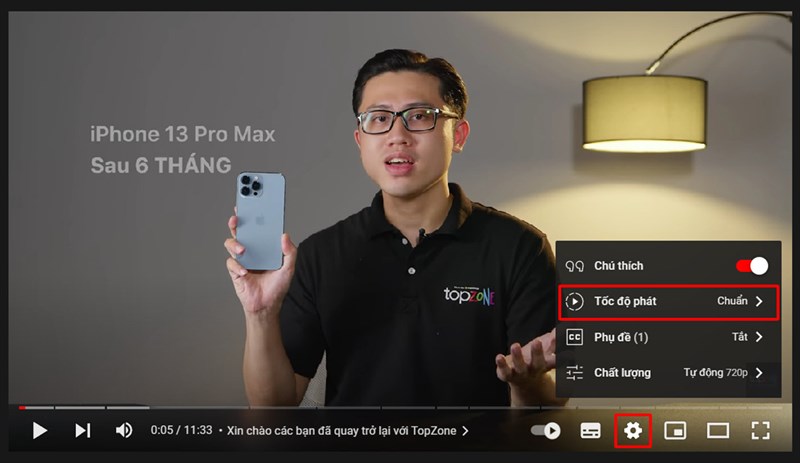 iPhone 13 Pro Max
Sau 6 THÁNG
topzone
Chú thích
Tốc độ phát Chuẩn
CC Phụ đề (1) Tắt
Chất lượng Tự động 720p
0:05 / 11:33 • Xin chào các bạn đã quay trở lại với TopZone